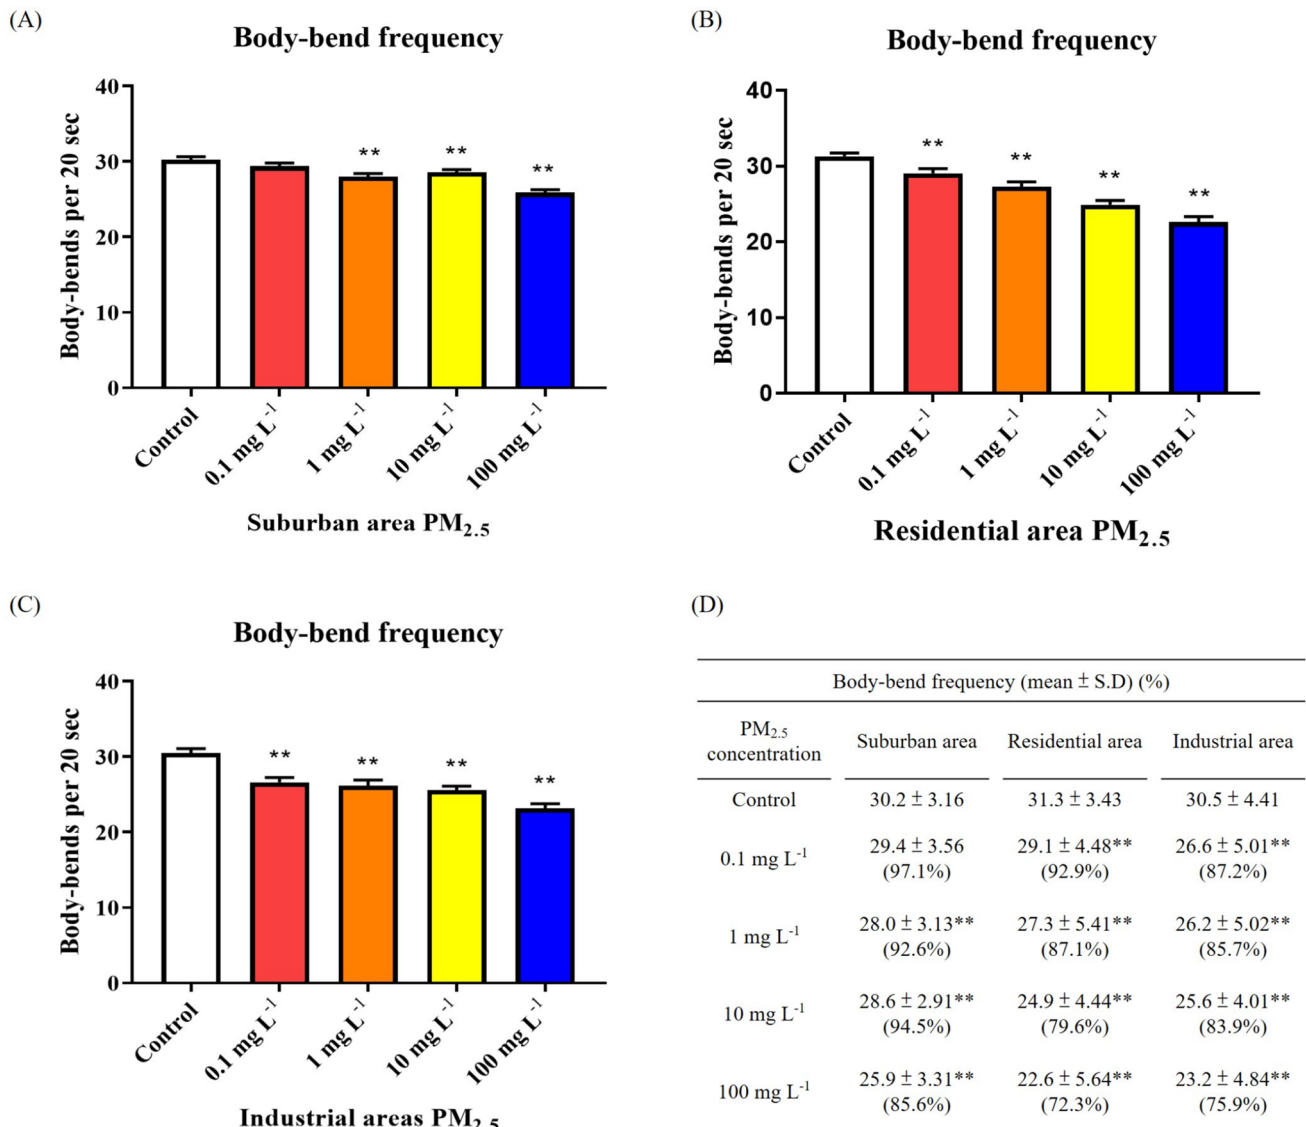 (A)
Body-bend frequency
Body-bends per 20 sec
40
30
20
10
0
** ** **
Control 0.1 mg L⁻¹ 1 mg L⁻¹ 10 mg L⁻¹ 100 mg L⁻¹
Suburban area PM₂.₅
(B)
Body-bend frequency
Body-bends per 20 sec
40
30
20
10
0
** ** ** **
Control 0.1 mg L⁻¹ 1 mg L⁻¹ 10 mg L⁻¹ 100 mg L⁻¹
Residential area PM₂.₅
(C)
Body-bend frequency
Body-bends per 20 sec
40
30
20
10
0
** ** ** **
Control 0.1 mg L⁻¹ 1 mg L⁻¹ 10 mg L⁻¹ 100 mg L⁻¹
Industrial areas PM₂.₅
(D)
Body-bend frequency (mean ± S.D) (%)
PM₂.₅
concentration Suburban area Residential area Industrial area
Control 30.2 ± 3.16 31.3 ± 3.43 30.5 ± 4.41
0.1 mg L⁻¹ 29.4 ± 3.56 29.1 ± 4.48** 26.6 ± 5.01**
(97.1%) (92.9%) (87.2%)
1 mg L⁻¹ 28.0 ± 3.13** 27.3 ± 5.41** 26.2 ± 5.02**
(92.6%) (87.1%) (85.7%)
10 mg L⁻¹ 28.6 ± 2.91** 24.9 ± 4.44** 25.6 ± 4.01**
(94.5%) (79.6%) (83.9%)
100 mg L⁻¹ 25.9 ± 3.31** 22.6 ± 5.64** 23.2 ± 4.84**
(85.6%) (72.3%) (75.9%)